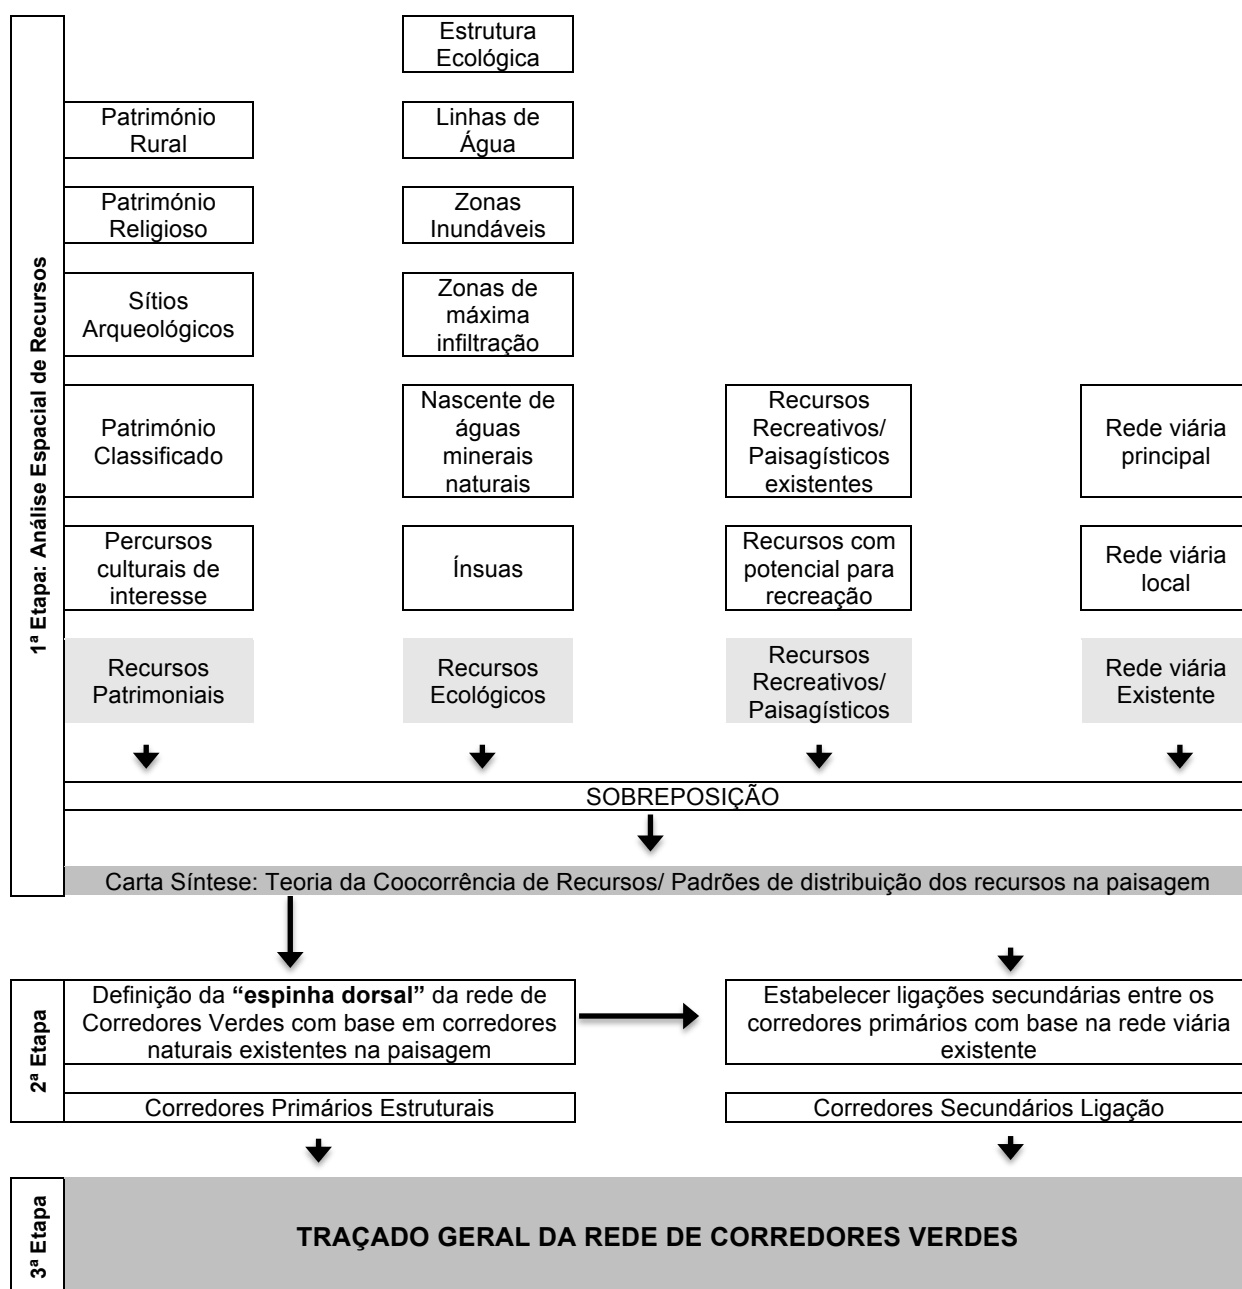 1ª Etapa: Análise Espacial de Recursos
Estrutura
Ecológica
Património
Rural
Linhas de
Água
Património
Religioso
Zonas
Inundáveis
Sítios
Arqueológicos
Zonas de
máxima
infiltração
Património
Classificado
Nascente de
águas
minerais
naturais
Recursos
Recreativos/
Paisagísticos
existentes
Rede viária
principal
Percursos
culturais de
interesse
Ínsuas
Recursos com
potencial para
recreação
Rede viária
local
Recursos
Patrimoniais
Recursos
Ecológicos
Recursos
Recreativos/
Paisagísticos
Rede viária
Existente
SOBREPOSIÇÃO
Carta Síntese: Teoria da Coocorrência de Recursos/ Padrões de distribuição dos recursos na paisagem
2ª Etapa
Definição da “espinha dorsal” da rede de
Corredores Verdes com base em corredores
naturais existentes na paisagem
Estabelecer ligações secundárias entre os
corredores primários com base na rede viária
existente
Corredores Primários Estruturais
Corredores Secundários Ligação
3ª Etapa
TRAÇADO GERAL DA REDE DE CORREDORES VERDES